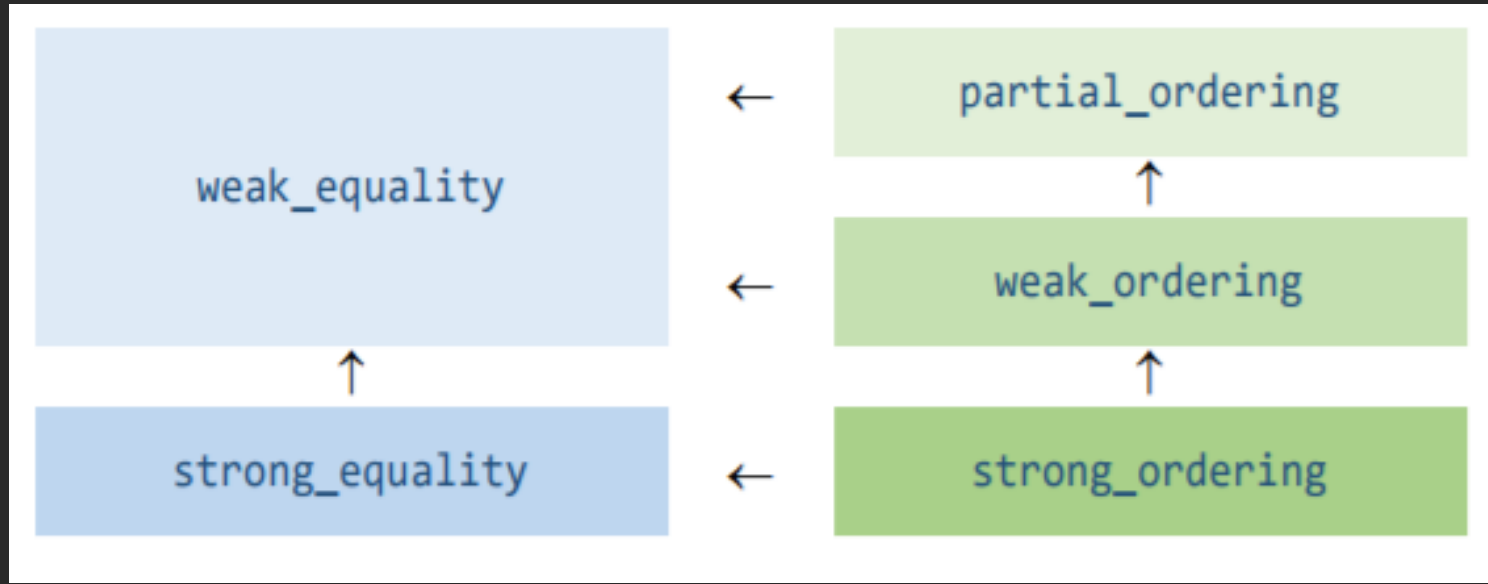 partial_ordering
weak_equality
weak_ordering
strong_equality
strong_ordering